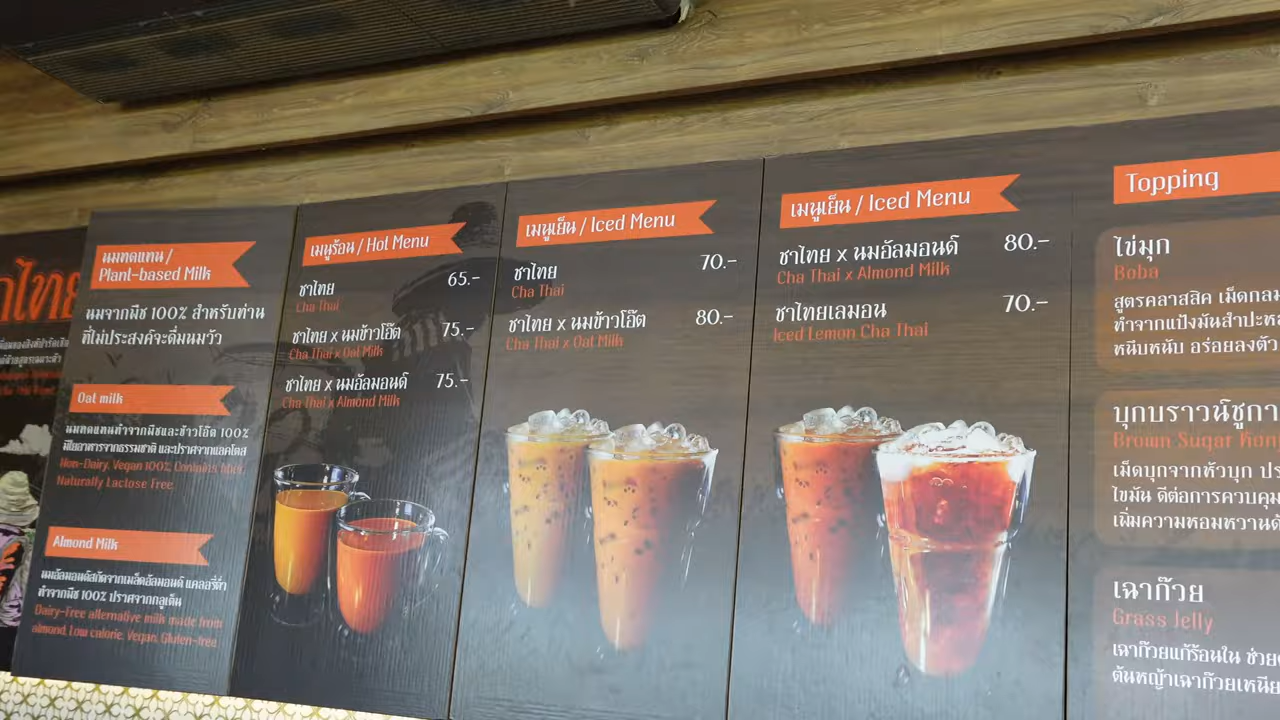 นมทดแทน /
Plant-based Milk
นมจากพืช 100% สำหรับท่าน
ที่ไม่ประสงค์จะดื่มนมวัว
Oat milk
นมทดแทนทำจากพืชและข้าวโอ๊ต 100%
มีใยอาหารจากธรรมชาติ และปราศจากแลคโตส
Non-Dairy, Vegan 100%, Contains fiber,
Naturally Lactose Free
Almond Milk
นมอัลมอนด์สกัดจากเมล็ดอัลมอนด์ แคลอรี่ต่ำ
ทำจากพืช 100% ปราศจากกลูเต็น
Dairy-Free alternative milk made from
almond, Low calorie, Vegan, Gluten-free
เมนูร้อน / Hot Menu
ชาไทย 65.-
Cha Thai
ชาไทย x นมข้าวโอ๊ต 75.-
Cha Thai x Oat Milk
ชาไทย x นมอัลมอนด์ 75.-
Cha Thai x Almond Milk
เมนูเย็น / Iced Menu
ชาไทย 70.-
Cha Thai
ชาไทย x นมข้าวโอ๊ต 80.-
Cha Thai x Oat Milk
เมนูเย็น / Iced Menu
ชาไทย x นมอัลมอนด์ 80.-
Cha Thai x Almond Milk
ชาไทยเลมอน 70.-
Iced Lemon Cha Thai
Topping
ไข่มุก
Boba
สูตรคลาสสิค เม็ดกลม
ทำจากแป้งมันสำปะห
หนึบหนับ อร่อยลงตัว
บุกบราวน์ชูกา
Brown Sugar Kon
เม็ดบุกจากหัวบุก ปร
ไขมัน ดีต่อการควบคุม
เพิ่มความหอมหวานด้
เฉาก๊วย
Grass Jelly
เฉาก๊วยแก้ร้อนใน ช่วย
ต้นหญ้าเฉาก๊วยเหนีย